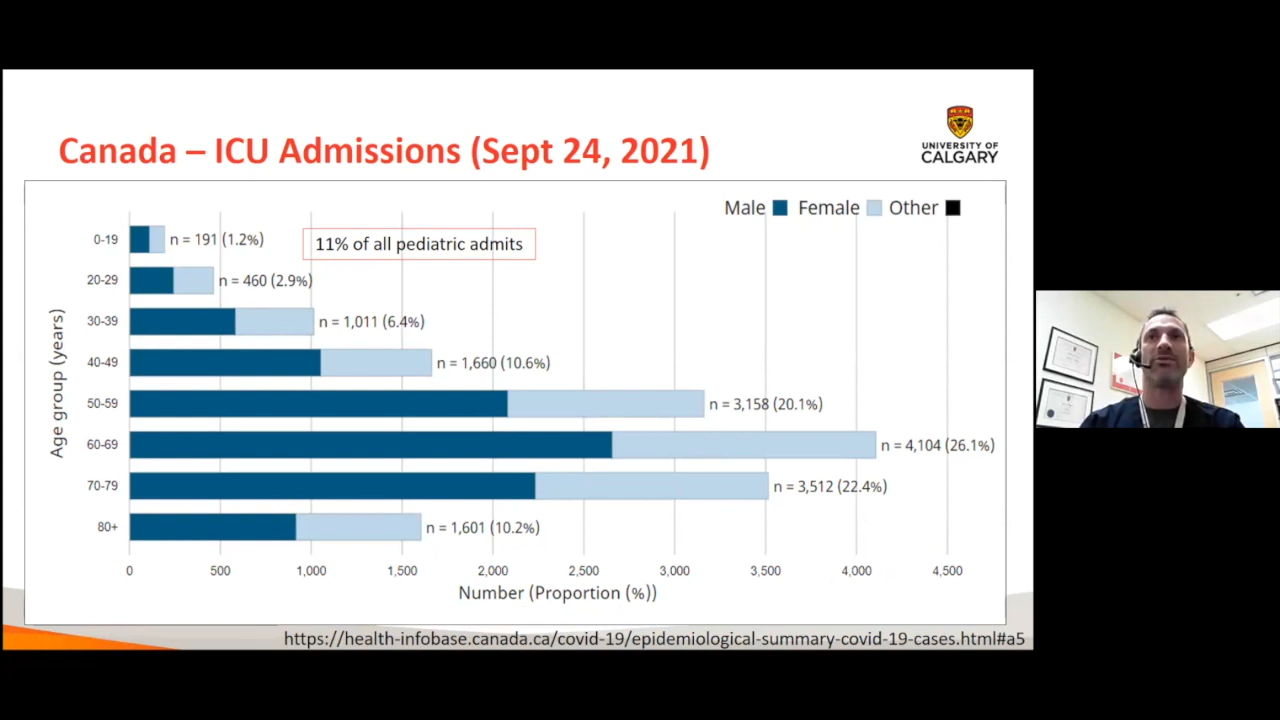 Canada – ICU Admissions (Sept 24, 2021)
UNIVERSITY OF
CALGARY
Male Female Other
0-19 n = 191 (1.2%)
11% of all pediatric admits
20-29 n = 460 (2.9%)
30-39 n = 1,011 (6.4%)
40-49 n = 1,660 (10.6%)
50-59 n = 3,158 (20.1%)
60-69 n = 4,104 (26.1%)
70-79 n = 3,512 (22.4%)
80+ n = 1,601 (10.2%)
Age group (years)
0 500 1,000 1,500 2,000 2,500 3,000 3,500 4,000 4,500
Number (Proportion (%))
https://health-infobase.canada.ca/covid-19/epidemiological-summary-covid-19-cases.html#a5